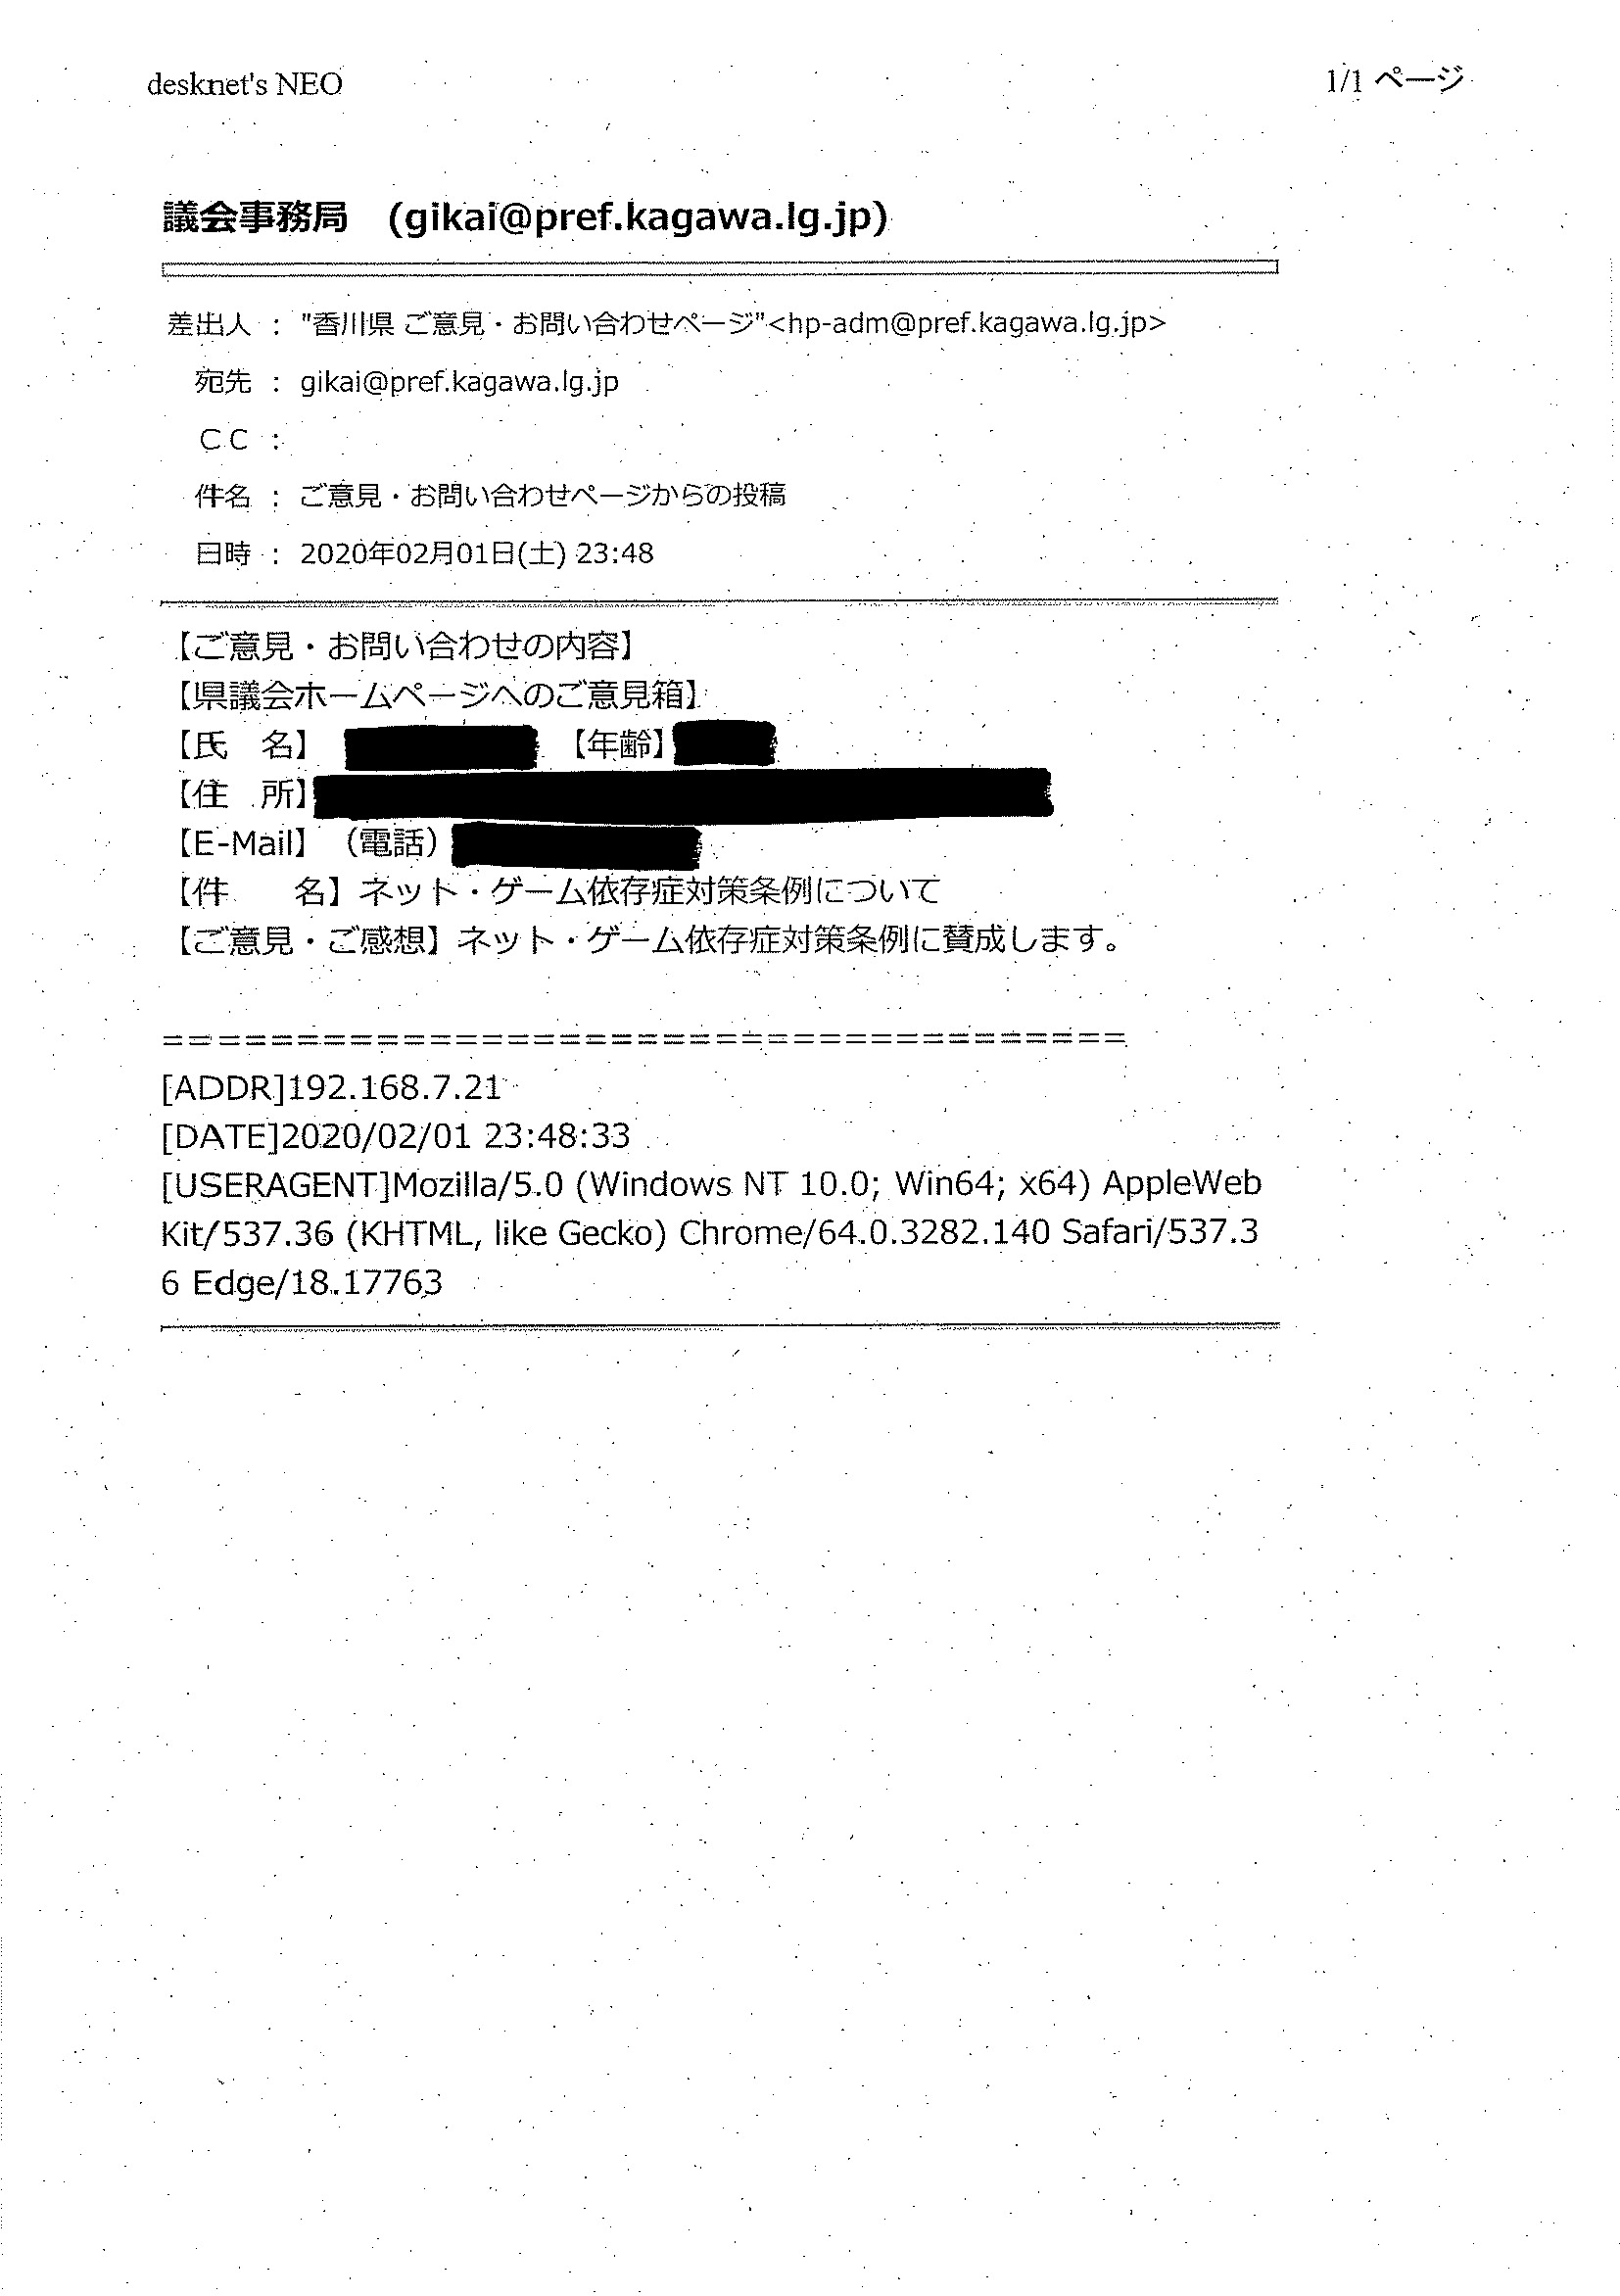 desknet's NEO
1/1 ページ
議会事務局　(gikai@pref.kagawa.lg.jp)
差出人 : "香川県 ご意見・お問い合わせページ"<hp-adm@pref.kagawa.lg.jp>
宛先 : gikai@pref.kagawa.lg.jp
ＣＣ :
件名 : ご意見・お問い合わせページからの投稿
日時 : 2020年02月01日(土) 23:48
【ご意見・お問い合わせの内容】
【県議会ホームページへのご意見箱】
【氏　名】　【年齢】
【住　所】
【E-Mail】（電話）
【件　　名】ネット・ゲーム依存症対策条例について
【ご意見・ご感想】ネット・ゲーム依存症対策条例に賛成します。
=====================================
[ADDR]192.168.7.21
[DATE]2020/02/01 23:48:33
[USERAGENT]Mozilla/5.0 (Windows NT 10.0; Win64; x64) AppleWeb
Kit/537.36 (KHTML, like Gecko) Chrome/64.0.3282.140 Safari/537.3
6 Edge/18.17763